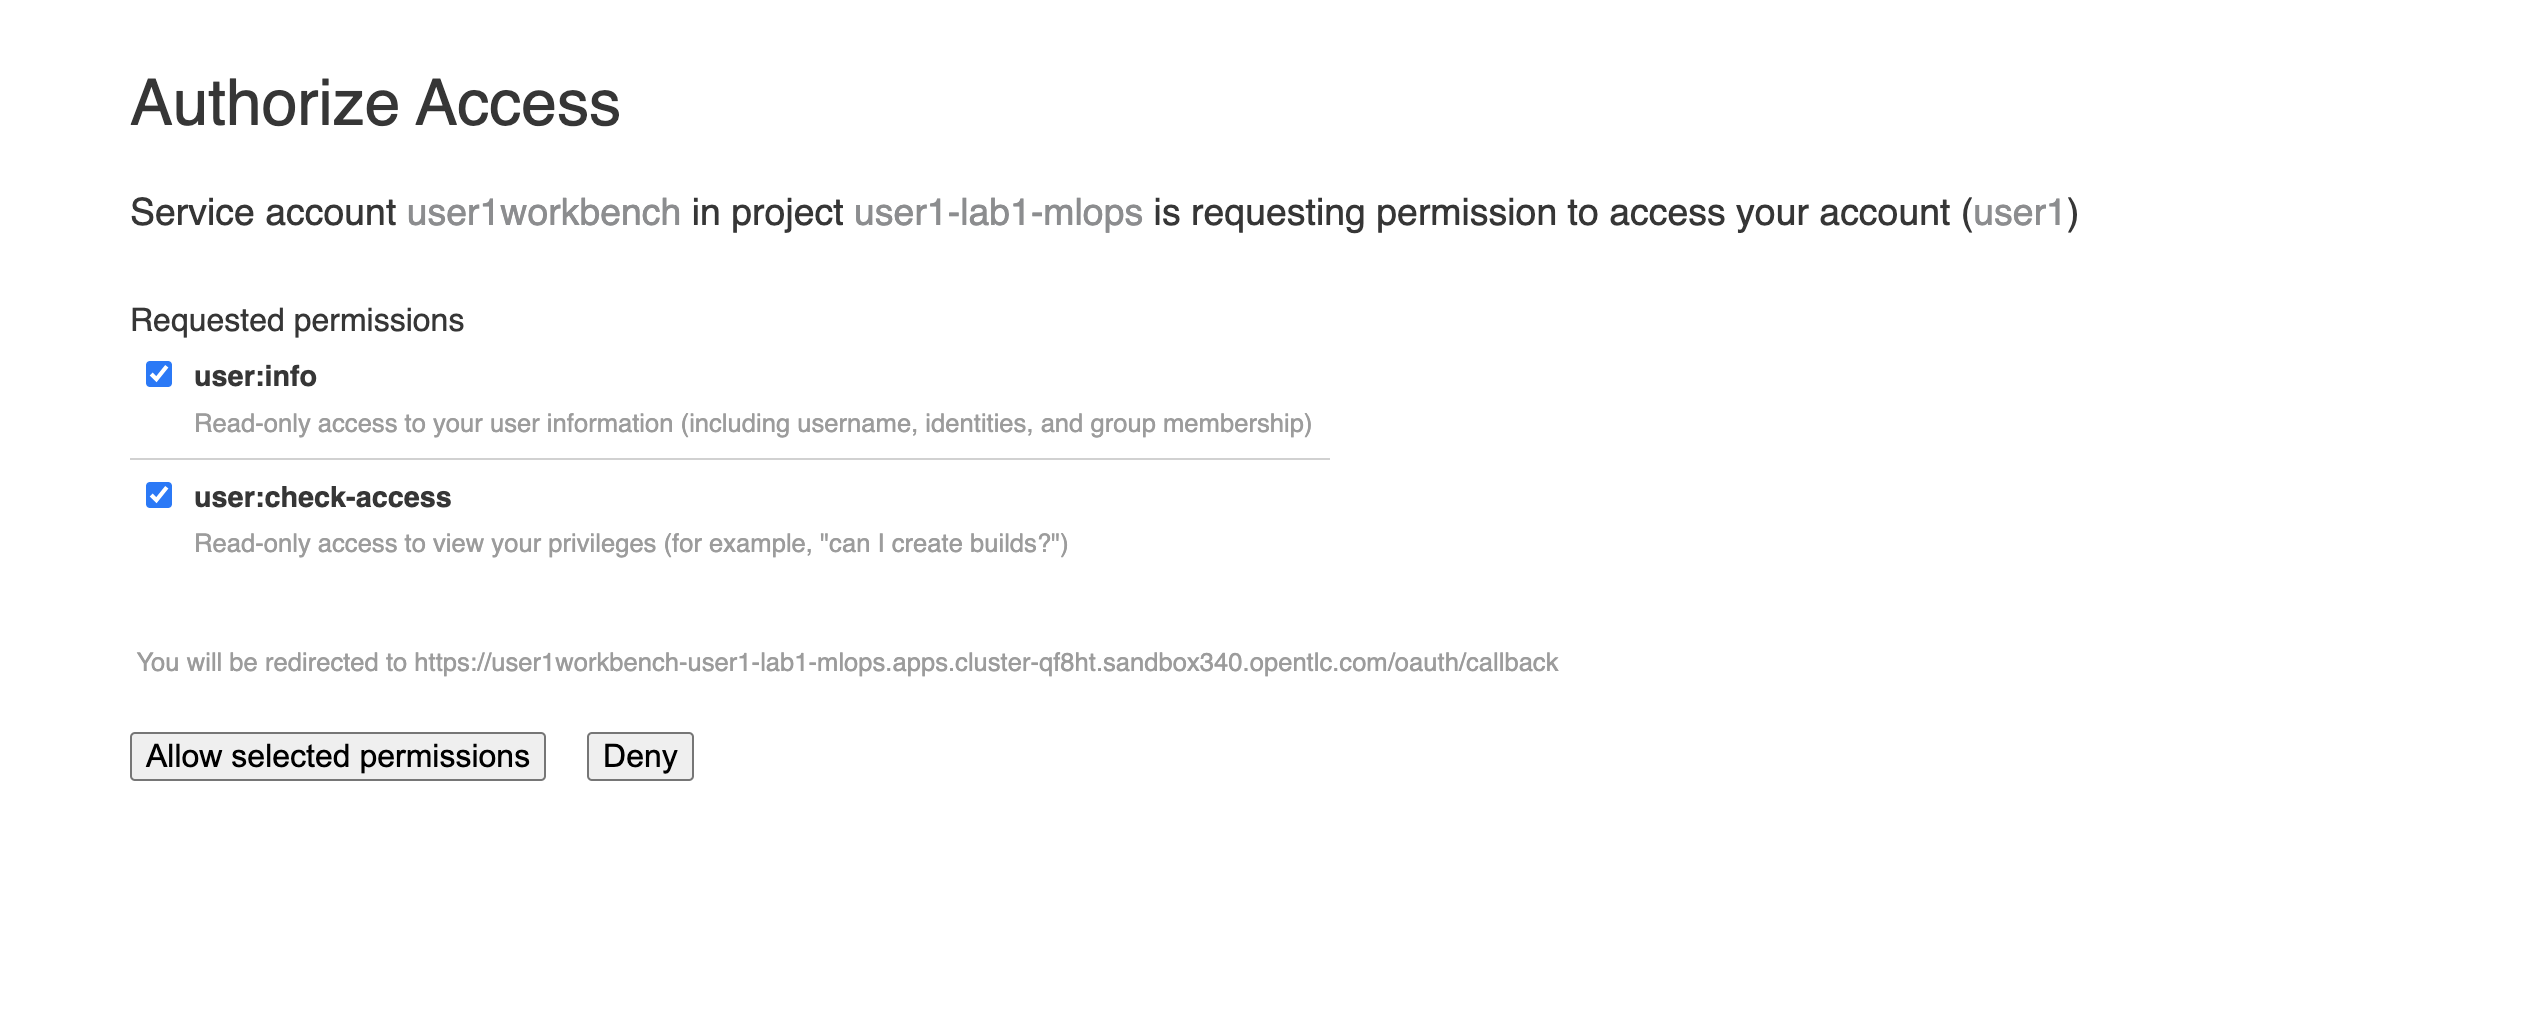 Authorize Access
Service account user1workbench in project user1-lab1-mlops is requesting permission to access your account (user1)
Requested permissions
user:info
Read-only access to your user information (including username, identities, and group membership)
user:check-access
Read-only access to view your privileges (for example, "can I create builds?")
You will be redirected to https://user1workbench-user1-lab1-mlops.apps.cluster-qf8ht.sandbox340.opentlc.com/oauth/callback
Allow selected permissions Deny